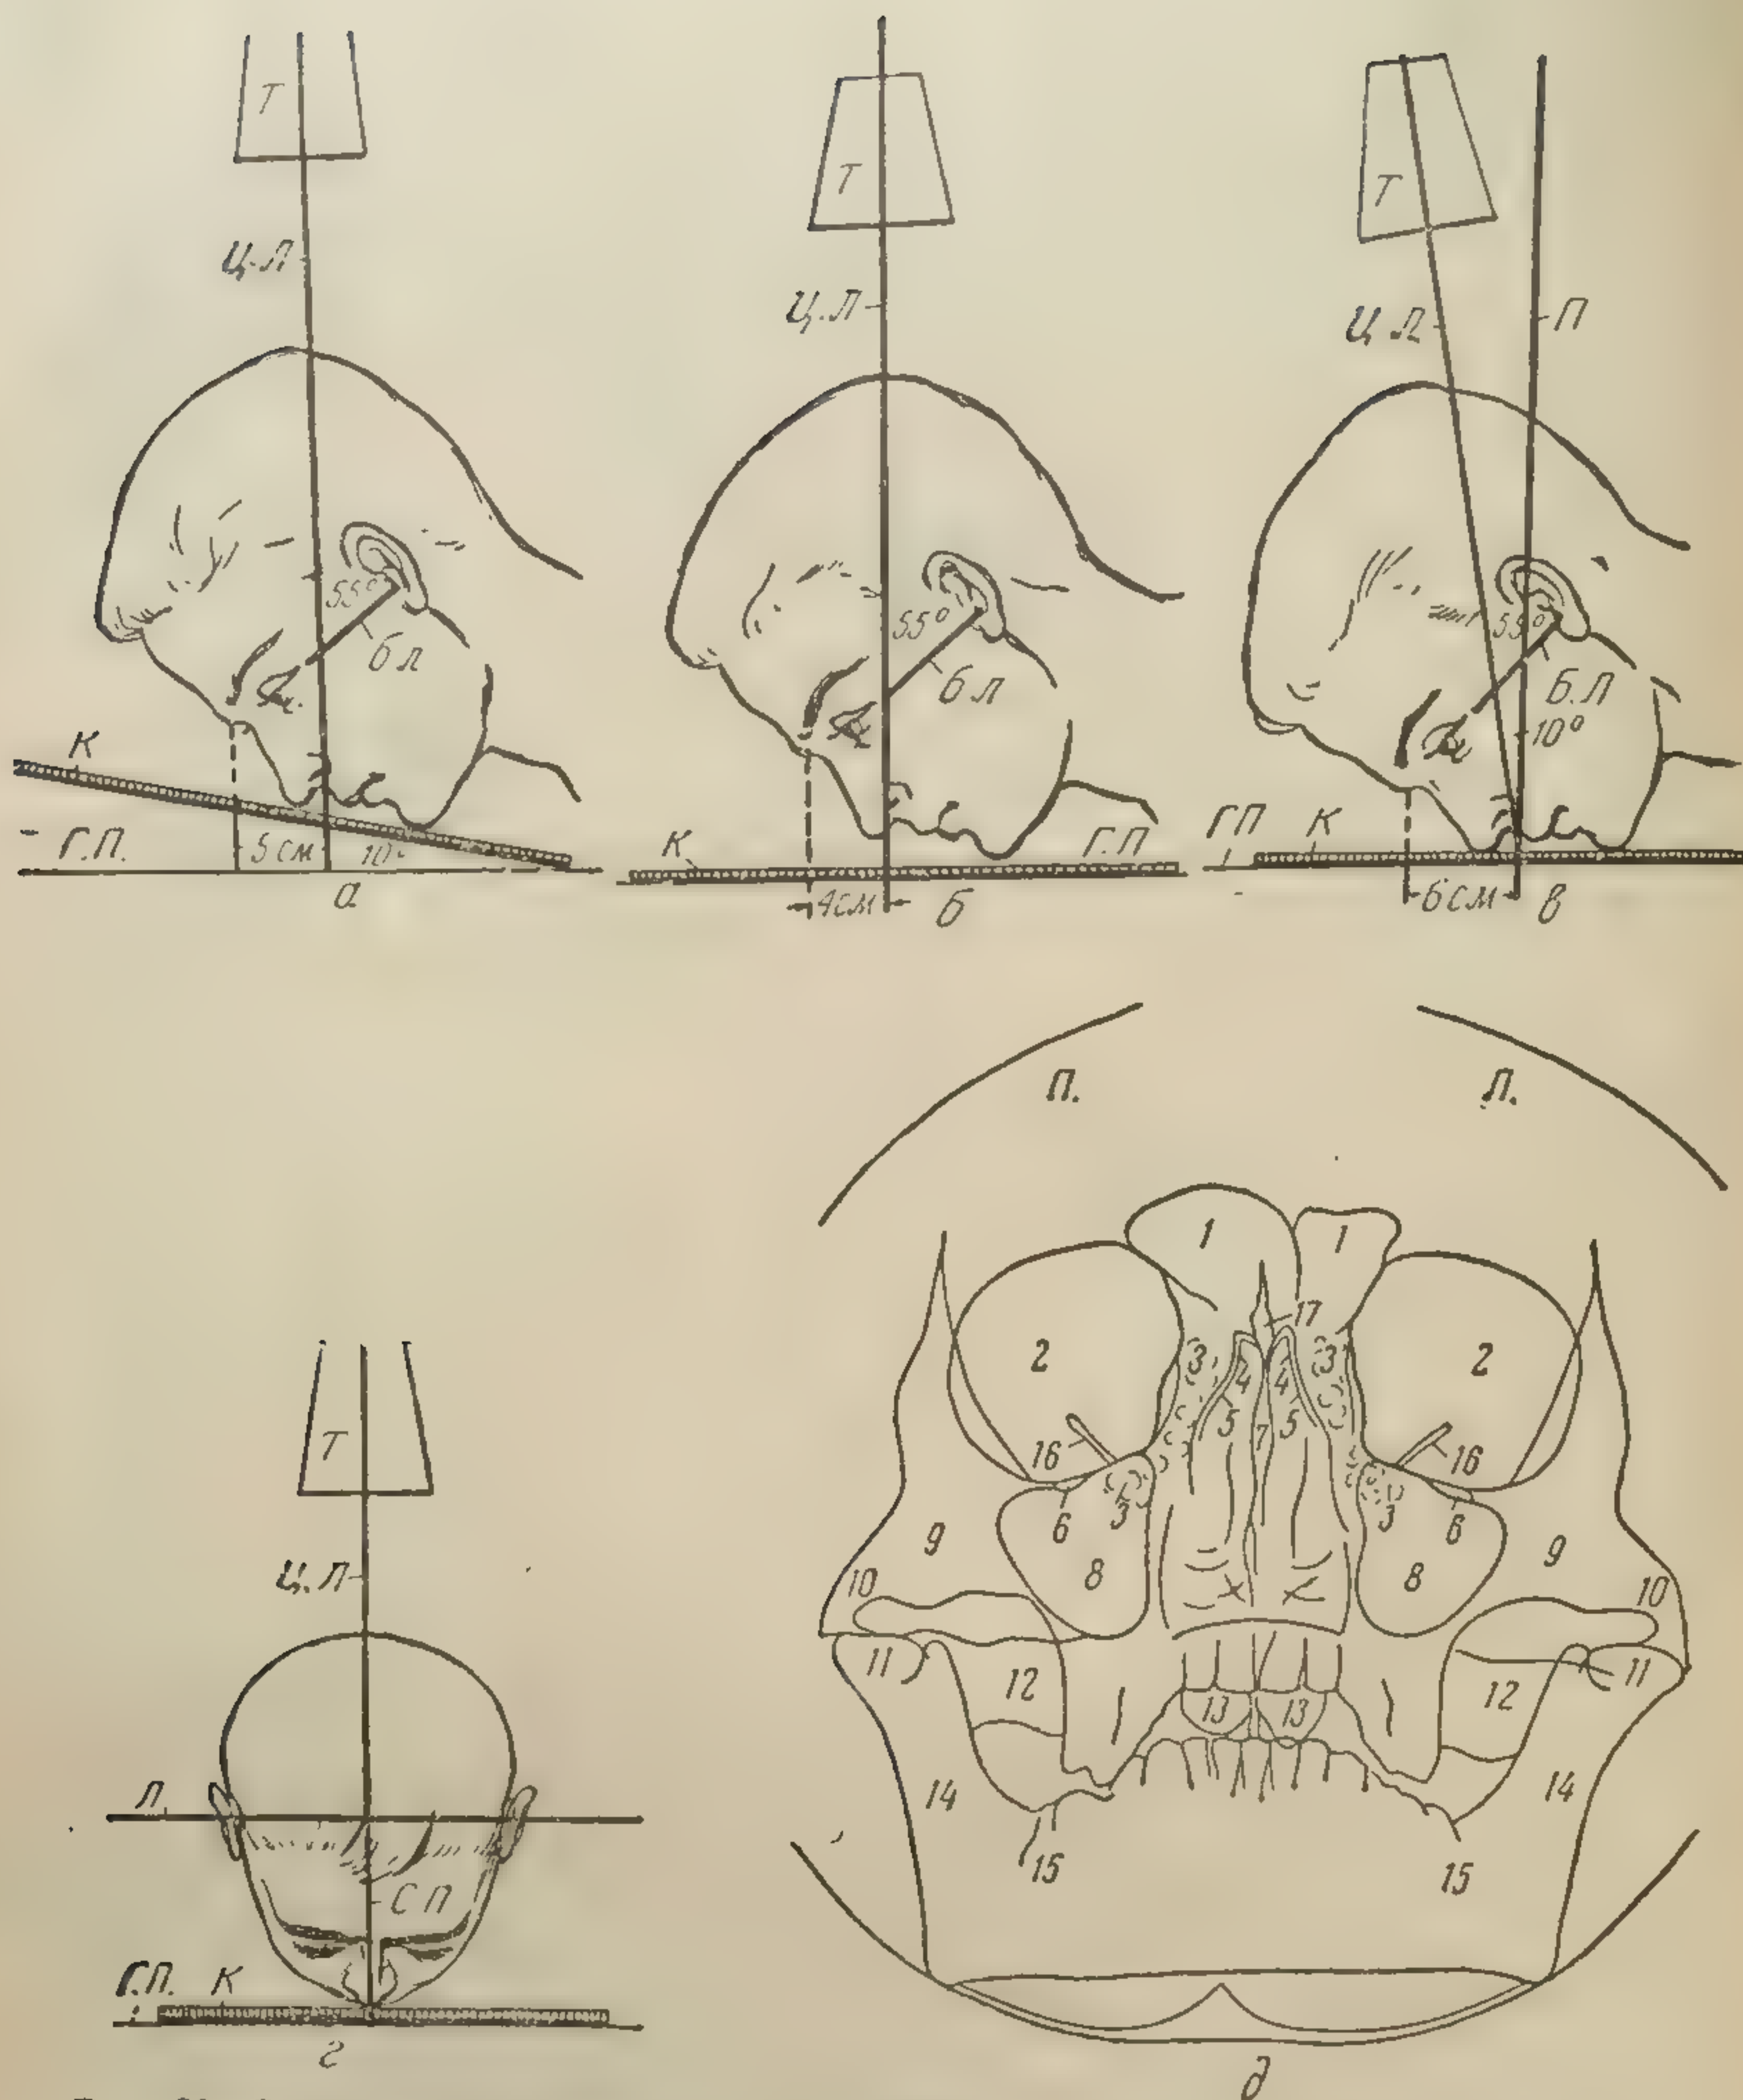 Т
Ц.Л
55°
б л
К
Г.П.
5 см
10°
а
Т
Ц.Л
55°
б л
К
Г.П
4см
б
Т
Ц Л
П
55°
Б.Л
10°
ГП
К
6 см
в
Т
Ц.Л
Л
С П
Г.П.
К
г
П.
Л.
1 1
17
2 3 4 4 3 2
5 7 5
16 16
6 3 3 6
9 8 8 9
10 10
11 12 12 11
13 13
14 14
15 15
д